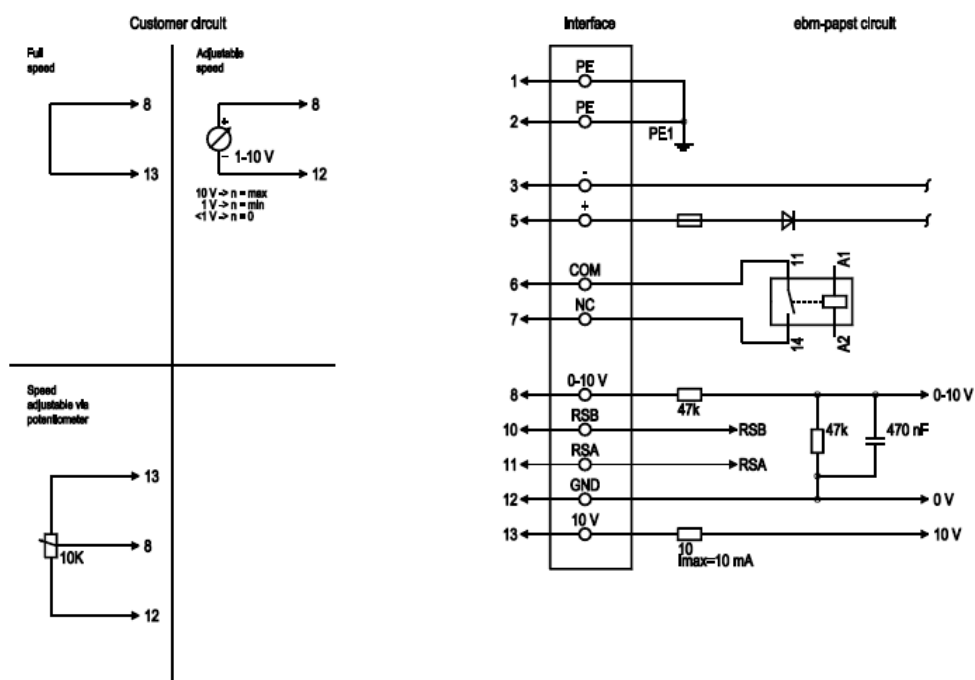 Customer circuit
Full
speed
8
13
Adjustable
speed
8
+
–
1-10 V
12
10 V -> n = max
1 V -> n = min
<1 V -> n = 0
Speed
adjustable via
potentiometer
13
8
10K
12
Interface
ebm-papst circuit
1
PE
2
PE
PE1
3
-
5
+
6
COM
7
NC
11
A1
14
A2
8
0-10 V
47k
0-10 V
10
RSB
RSB
47k
470 nF
11
RSA
RSA
12
GND
0 V
13
10 V
10
Imax=10 mA
10 V